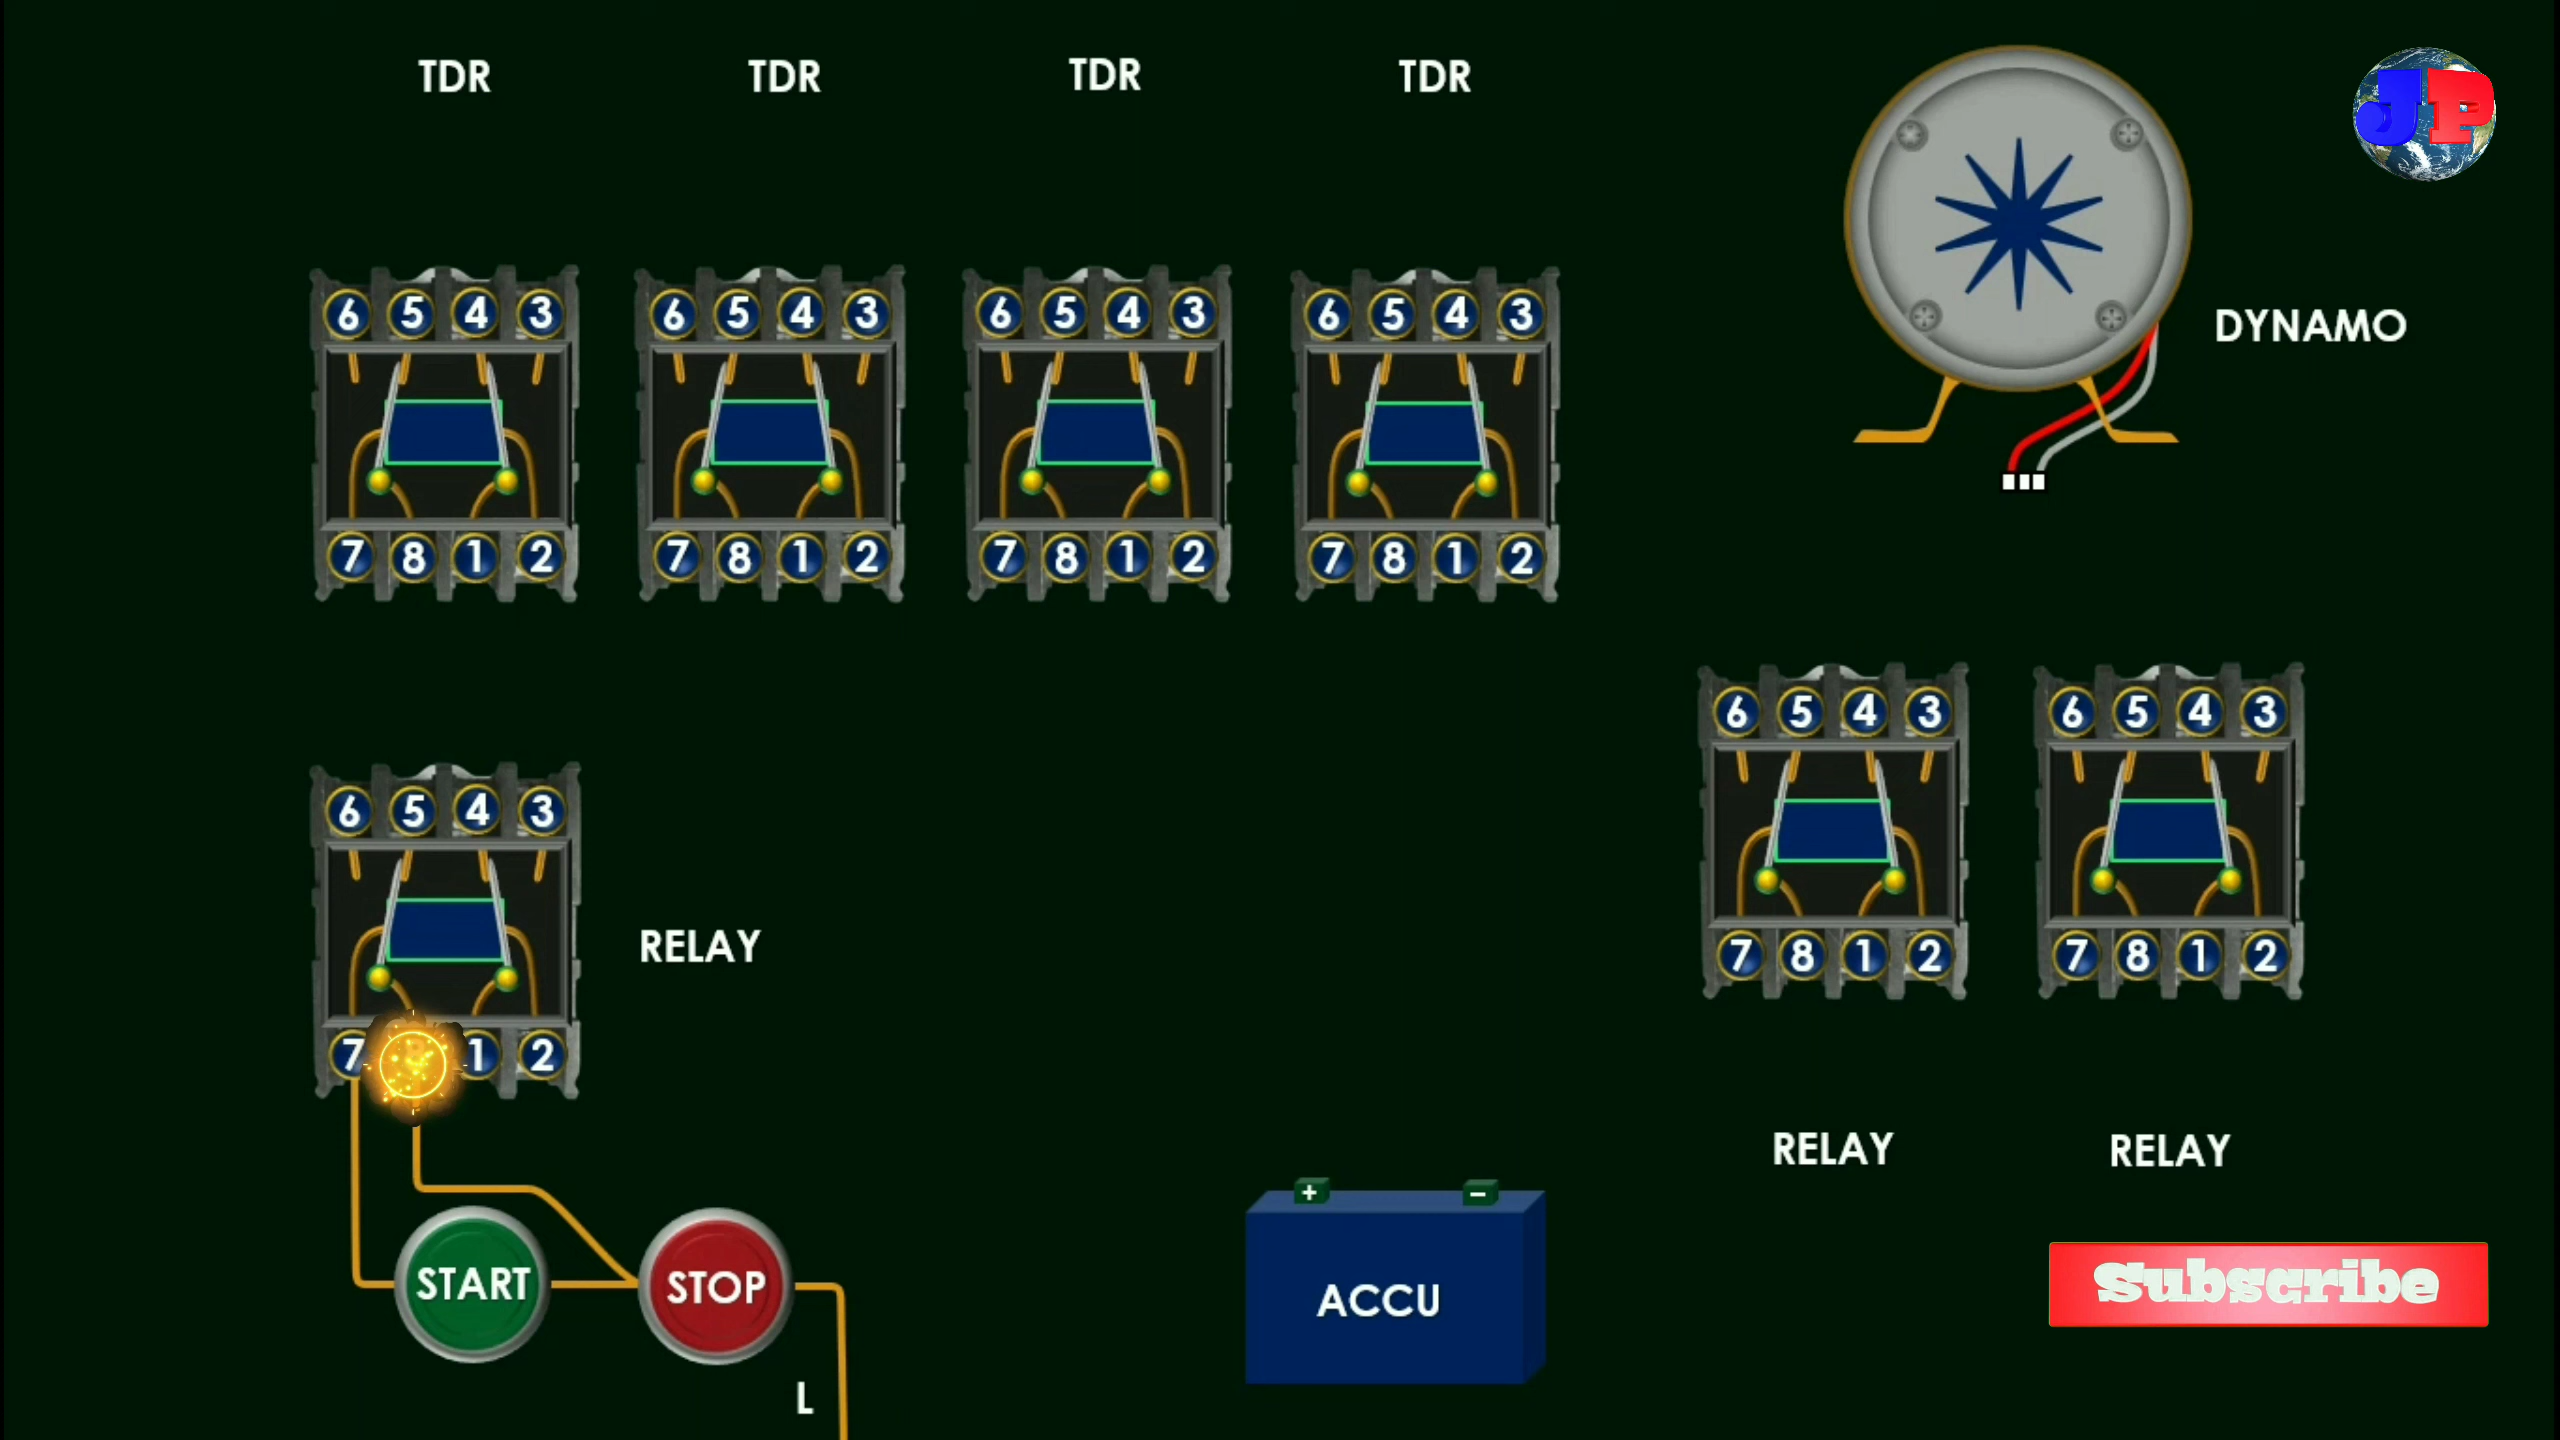 TDR TDR TDR TDR
JP
6 5 4 3 6 5 4 3 6 5 4 3 6 5 4 3
DYNAMO
7 8 1 2 7 8 1 2 7 8 1 2 7 8 1 2
6 5 4 3 6 5 4 3
6 5 4 3
RELAY
7 8 1 2 7 8 1 2
7 1 2
RELAY RELAY
+ −
START STOP ACCU Subscribe
L